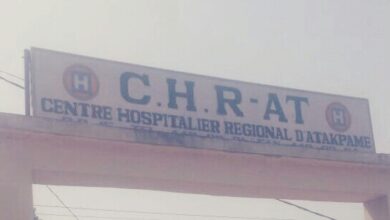 H C.H.R-AT H
CENTRE HOSPITALIER REGIONAL D'ATAKPAME